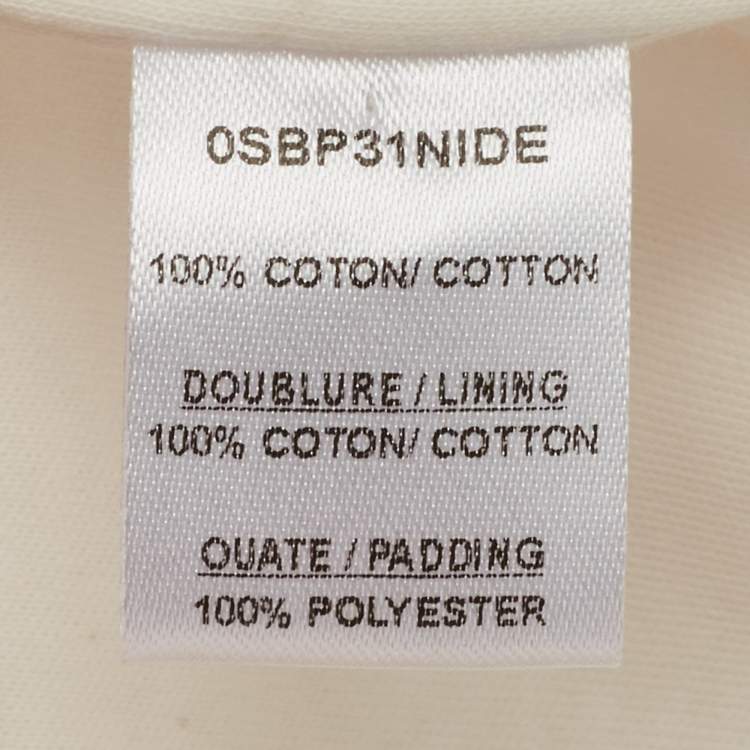 0SBP31NIDE
100% COTON/ COTTON
DOUBLURE / LINING
100% COTON/ COTTON
OUATE / PADDING
100% POLYESTER